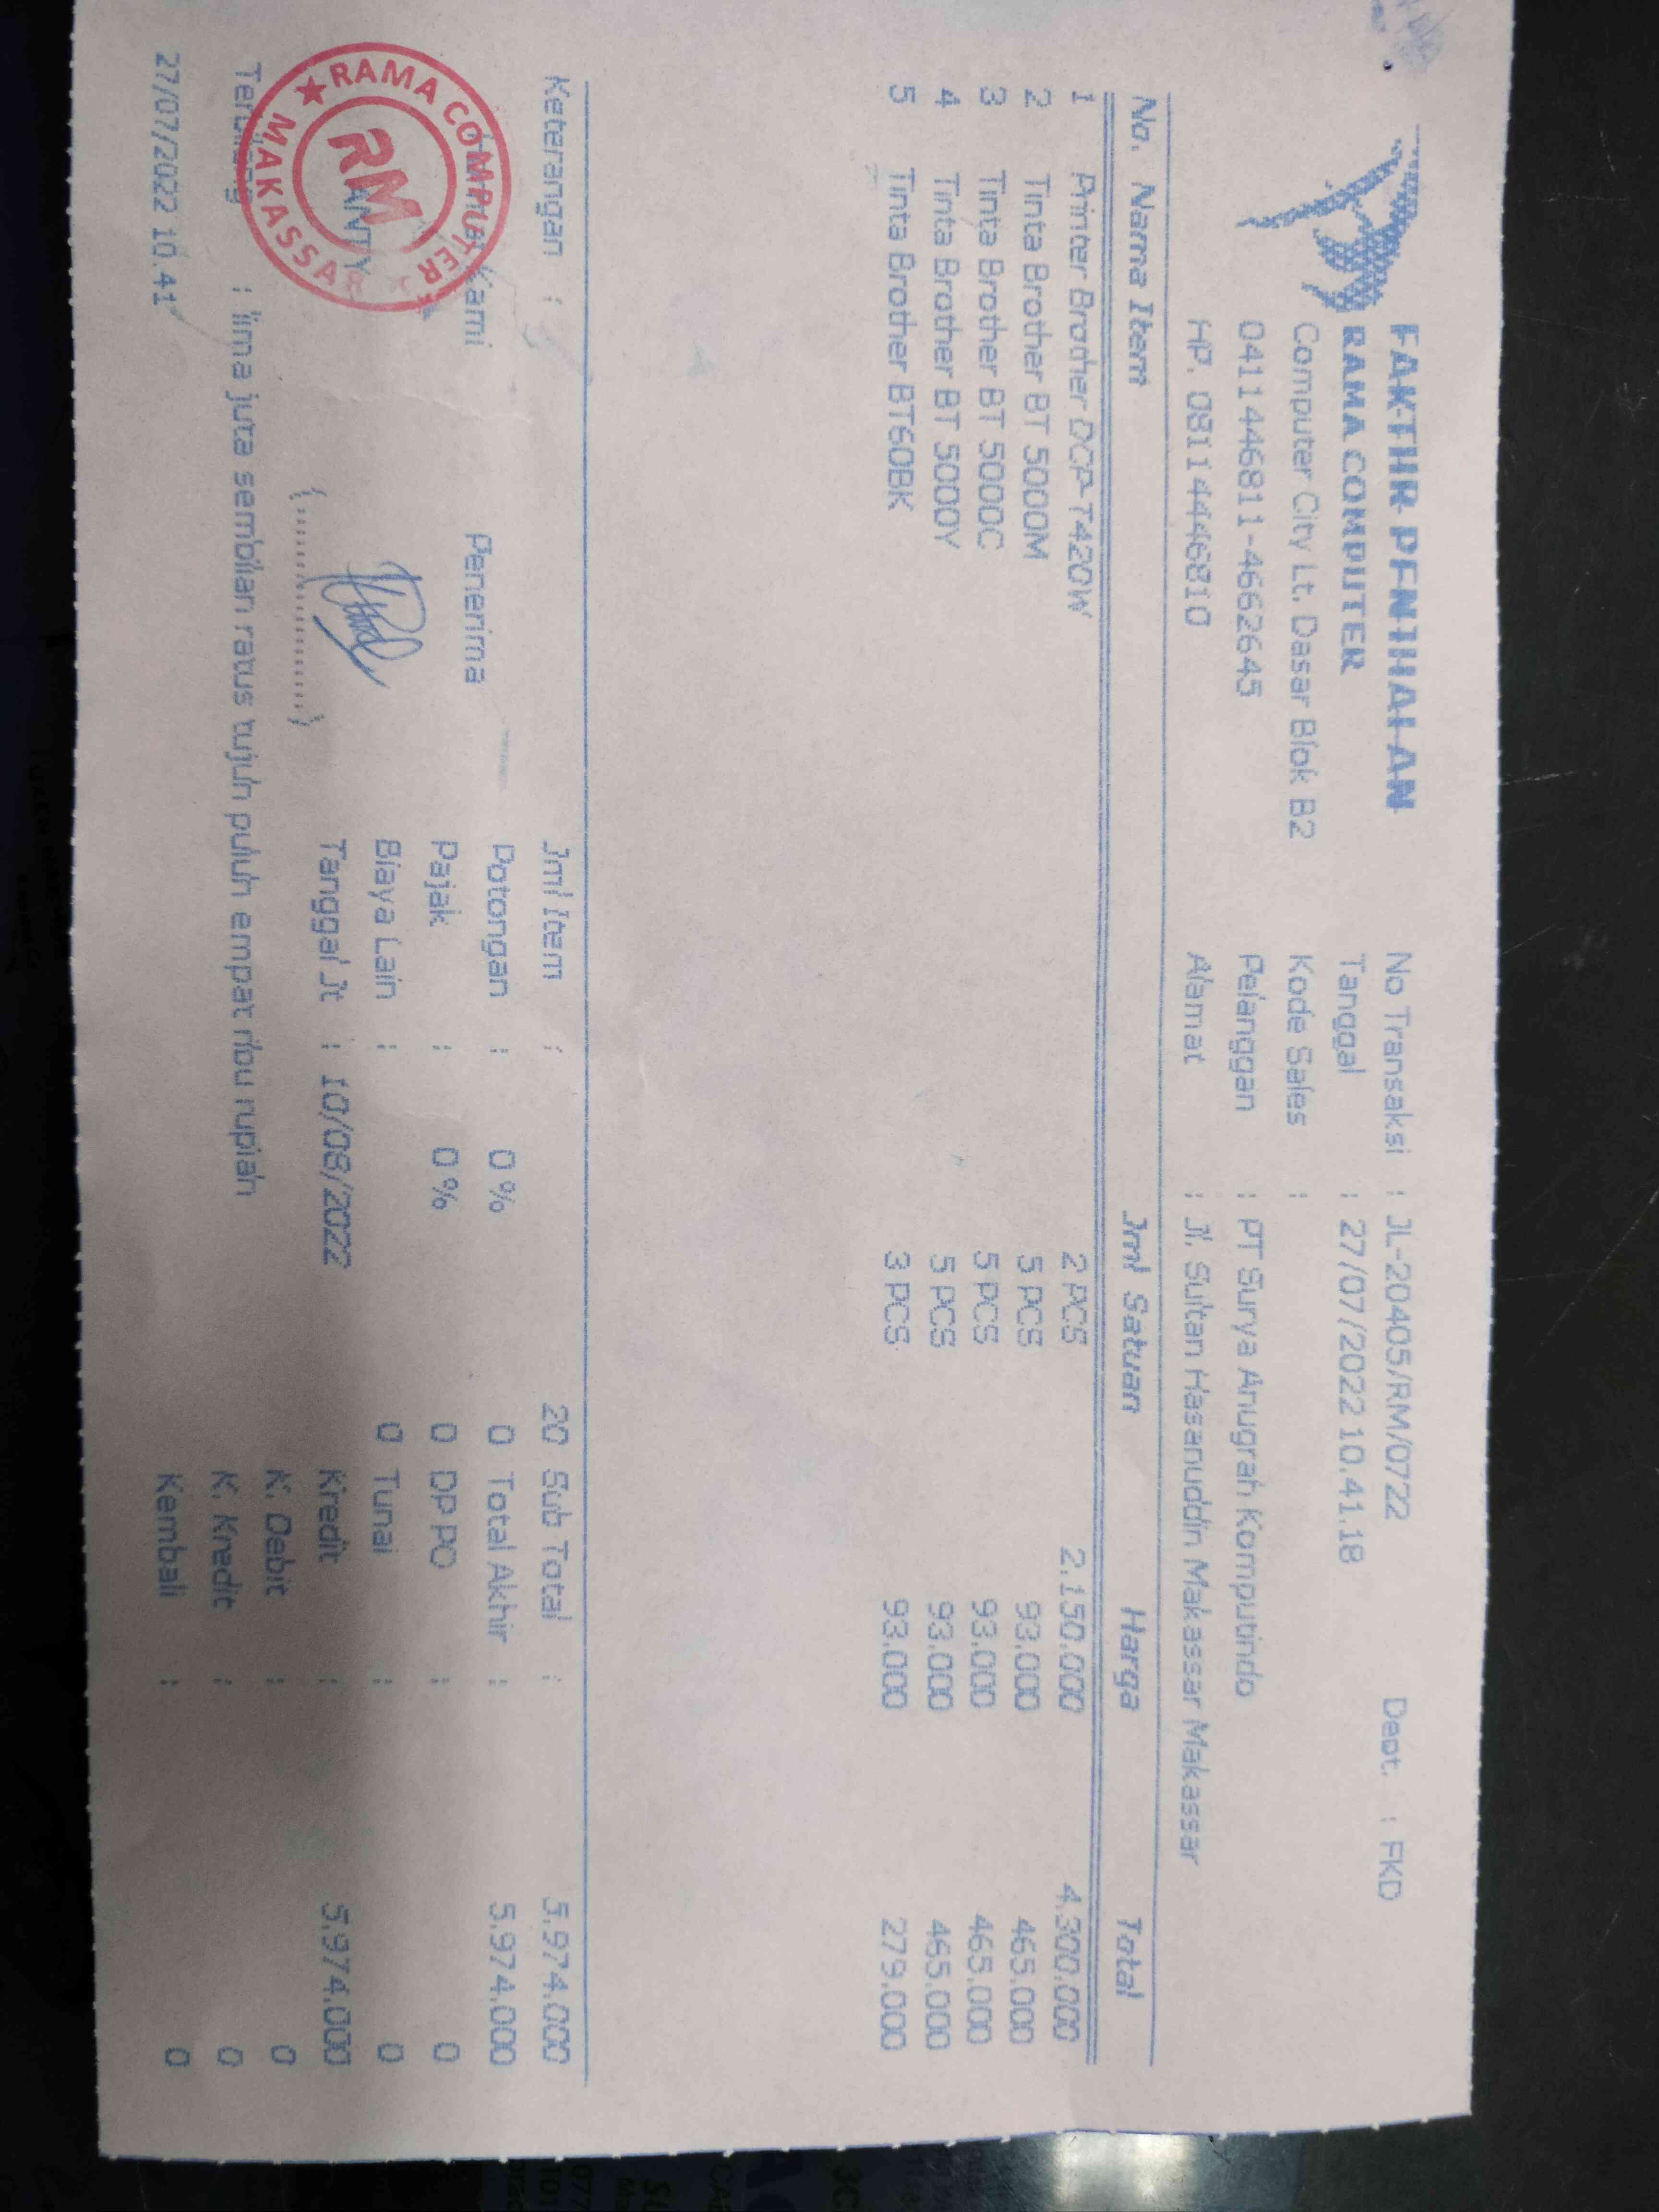 FAKTUR PENJUALAN
RAMA COMPUTER
Computer City Lt. Dasar Blok B2
04114468​11-4662645
HP. 08114446810
No Transaksi : JL-20405/RM/0722 Dept. : FKD
Tanggal : 27/07/2022 10.41.18
Kode Sales :
Pelanggan : PT Surya Anugrah Komputindo
Alamat : Jl. Sultan Hasanuddin Makassar Makassar
No. Nama Item Jml Satuan Harga Total
1 Printer Brother DCP-T420W 2 PCS 2.150.000 4.300.000
2 Tinta Brother BT 5000M 5 PCS 93.000 465.000
3 Tinta Brother BT 5000C 5 PCS 93.000 465.000
4 Tinta Brother BT 5000Y 5 PCS 93.000 465.000
5 Tinta Brother BT60BK 3 PCS 93.000 279.000
Keterangan : Jml Item : 20 Sub Total : 5.974.000
Potongan : 0 % 0 Total Akhir : 5.974.000
Kami Penerima Pajak : 0 % 0 DP PO : 0
Biaya Lain : 0 Tunai : 0
ANTY Tanggal Jt : 10/08/2022 Kredit : 5.974.000
(................) K. Debit : 0
Terbilang : lima juta sembilan ratus tujuh puluh empat ribu rupiah K. Kredit : 0
27/07/2022 10.41 Kembali : 0
RAMA COMPUTER
RM
MAKASSAR